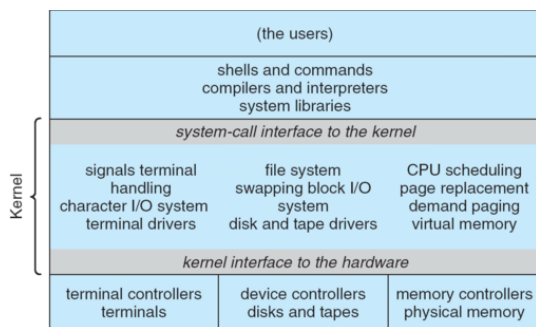 (the users)
shells and commands
compilers and interpreters
system libraries
Kernel
system-call interface to the kernel
signals terminal
handling
character I/O system
terminal drivers
file system
swapping block I/O
system
disk and tape drivers
CPU scheduling
page replacement
demand paging
virtual memory
kernel interface to the hardware
terminal controllers
terminals
device controllers
disks and tapes
memory controllers
physical memory